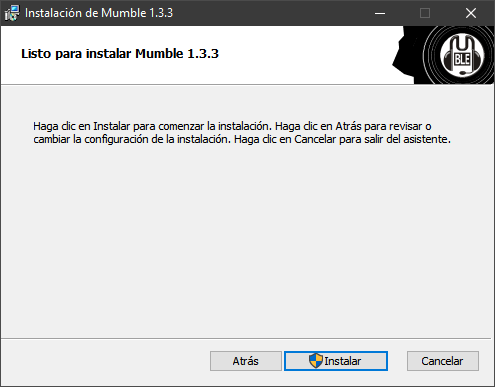 Instalación de Mumble 1.3.3
Listo para instalar Mumble 1.3.3
BLE
Haga clic en Instalar para comenzar la instalación. Haga clic en Atrás para revisar o
cambiar la configuración de la instalación. Haga clic en Cancelar para salir del asistente.
Atrás
Instalar
Cancelar